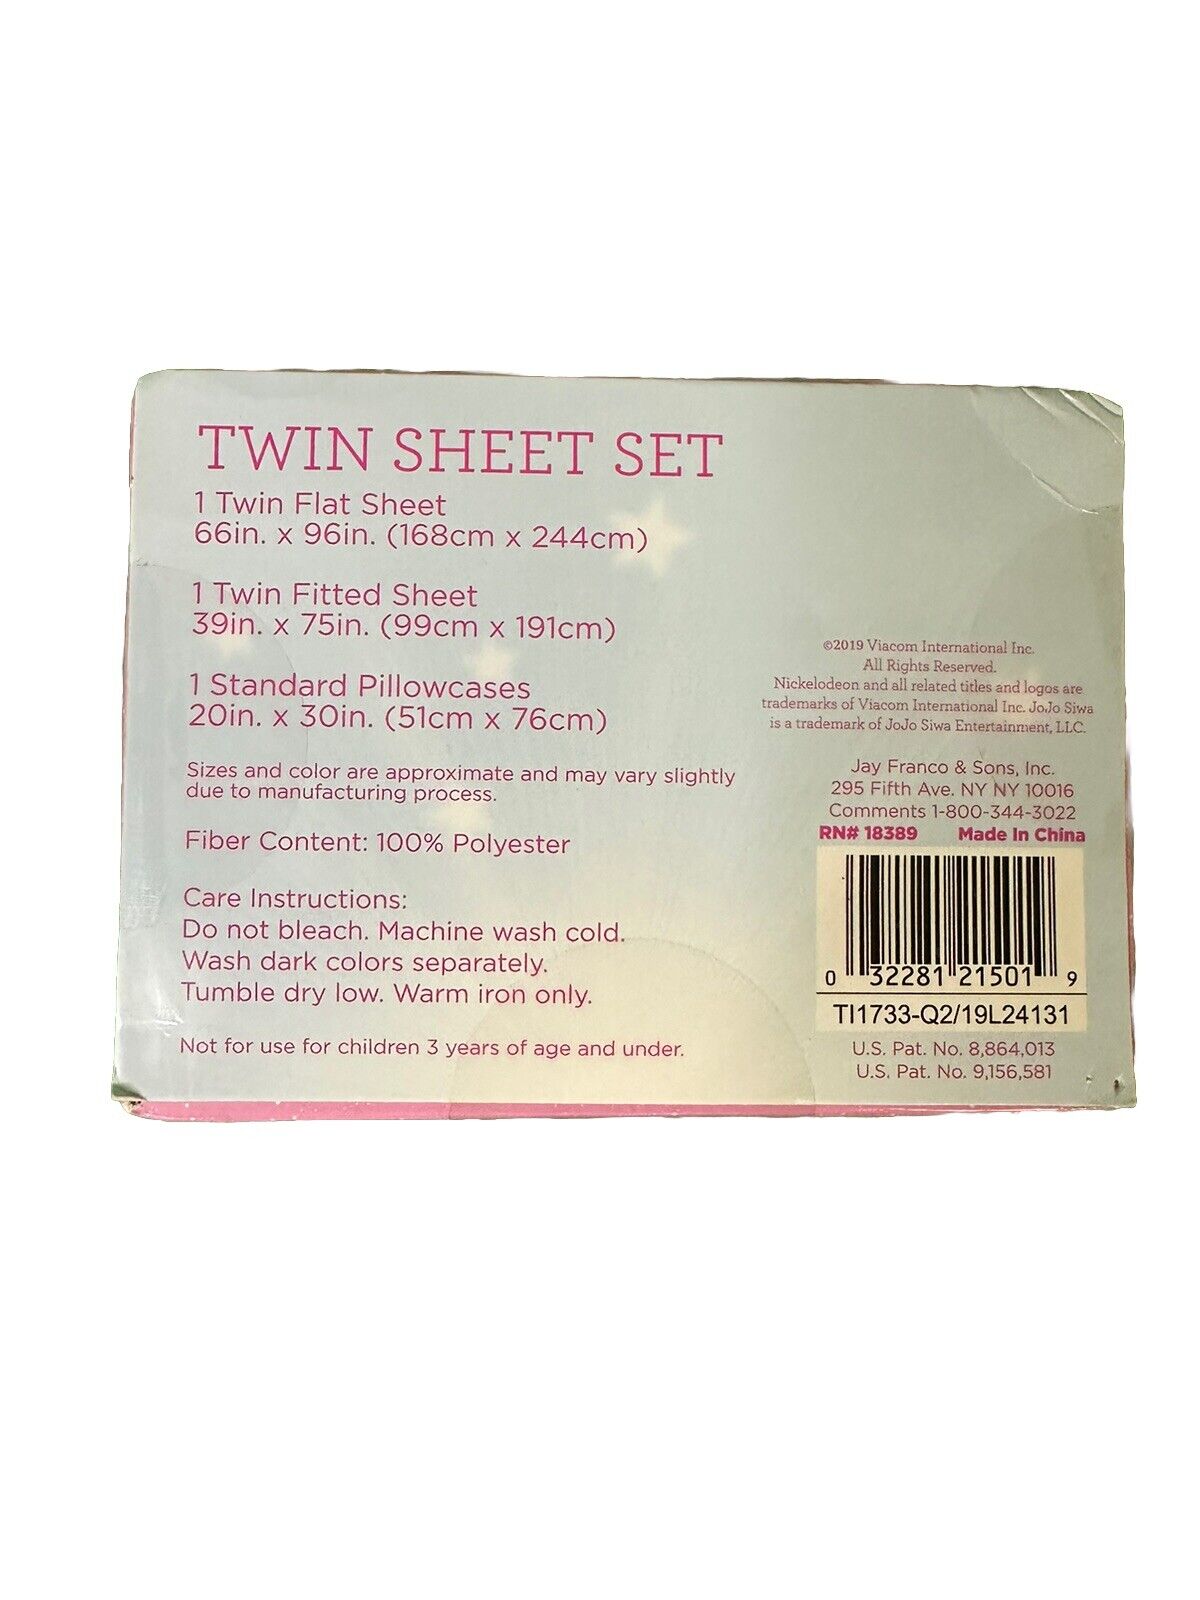 TWIN SHEET SET
1 Twin Flat Sheet
66in. x 96in. (168cm x 244cm)
1 Twin Fitted Sheet
39in. x 75in. (99cm x 191cm)
1 Standard Pillowcases
20in. x 30in. (51cm x 76cm)
Sizes and color are approximate and may vary slightly
due to manufacturing process.
Fiber Content: 100% Polyester
Care Instructions:
Do not bleach. Machine wash cold.
Wash dark colors separately.
Tumble dry low. Warm iron only.
Not for use for children 3 years of age and under.
©2019 Viacom International Inc.
All Rights Reserved.
Nickelodeon and all related titles and logos are
trademarks of Viacom International Inc. JoJo Siwa
is a trademark of JoJo Siwa Entertainment, LLC.
Jay Franco & Sons, Inc.
295 Fifth Ave. NY NY 10016
Comments 1-800-344-3022
RN# 18389 Made In China
0 32281 21501 9
TI1733-Q2/19L24131
U.S. Pat. No. 8,864,013
U.S. Pat. No. 9,156,581